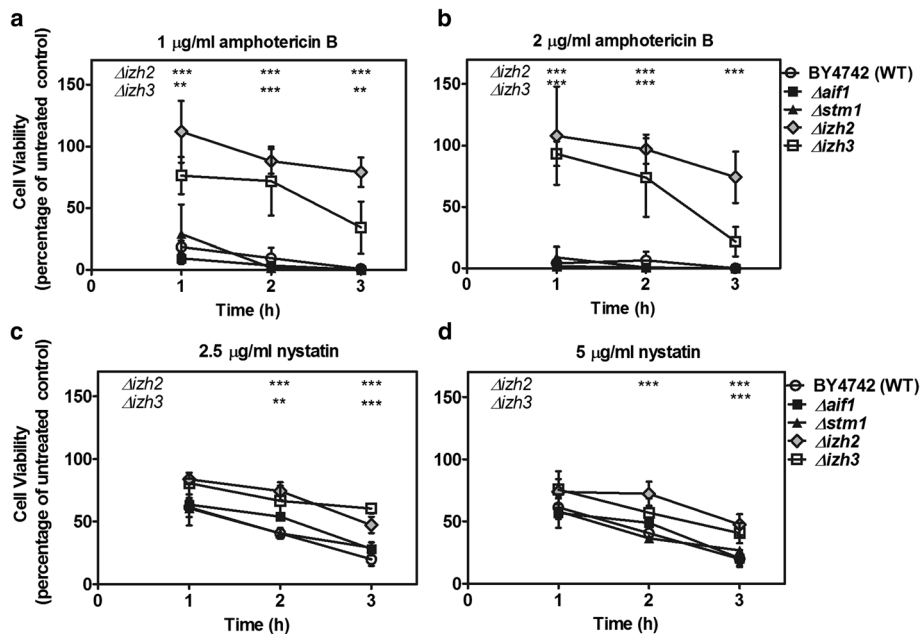 a
1 μg/ml amphotericin B
Δizh2 *** *** ***
Δizh3 ** *** **
150
100
50
0
0 1 2 3
Time (h)
Cell Viability
(percentage of untreated control)
b
2 μg/ml amphotericin B
Δizh2 *** *** ***
Δizh3 *** ***
150
100
50
0
0 1 2 3
Time (h)
BY4742 (WT)
Δaif1
Δstm1
Δizh2
Δizh3
c
2.5 μg/ml nystatin
Δizh2 *** ***
Δizh3 ** ***
150
100
50
0
0 1 2 3
Time (h)
Cell Viability
(percentage of untreated control)
d
5 μg/ml nystatin
Δizh2 *** ***
Δizh3 ***
150
100
50
0
0 1 2 3
Time (h)
BY4742 (WT)
Δaif1
Δstm1
Δizh2
Δizh3